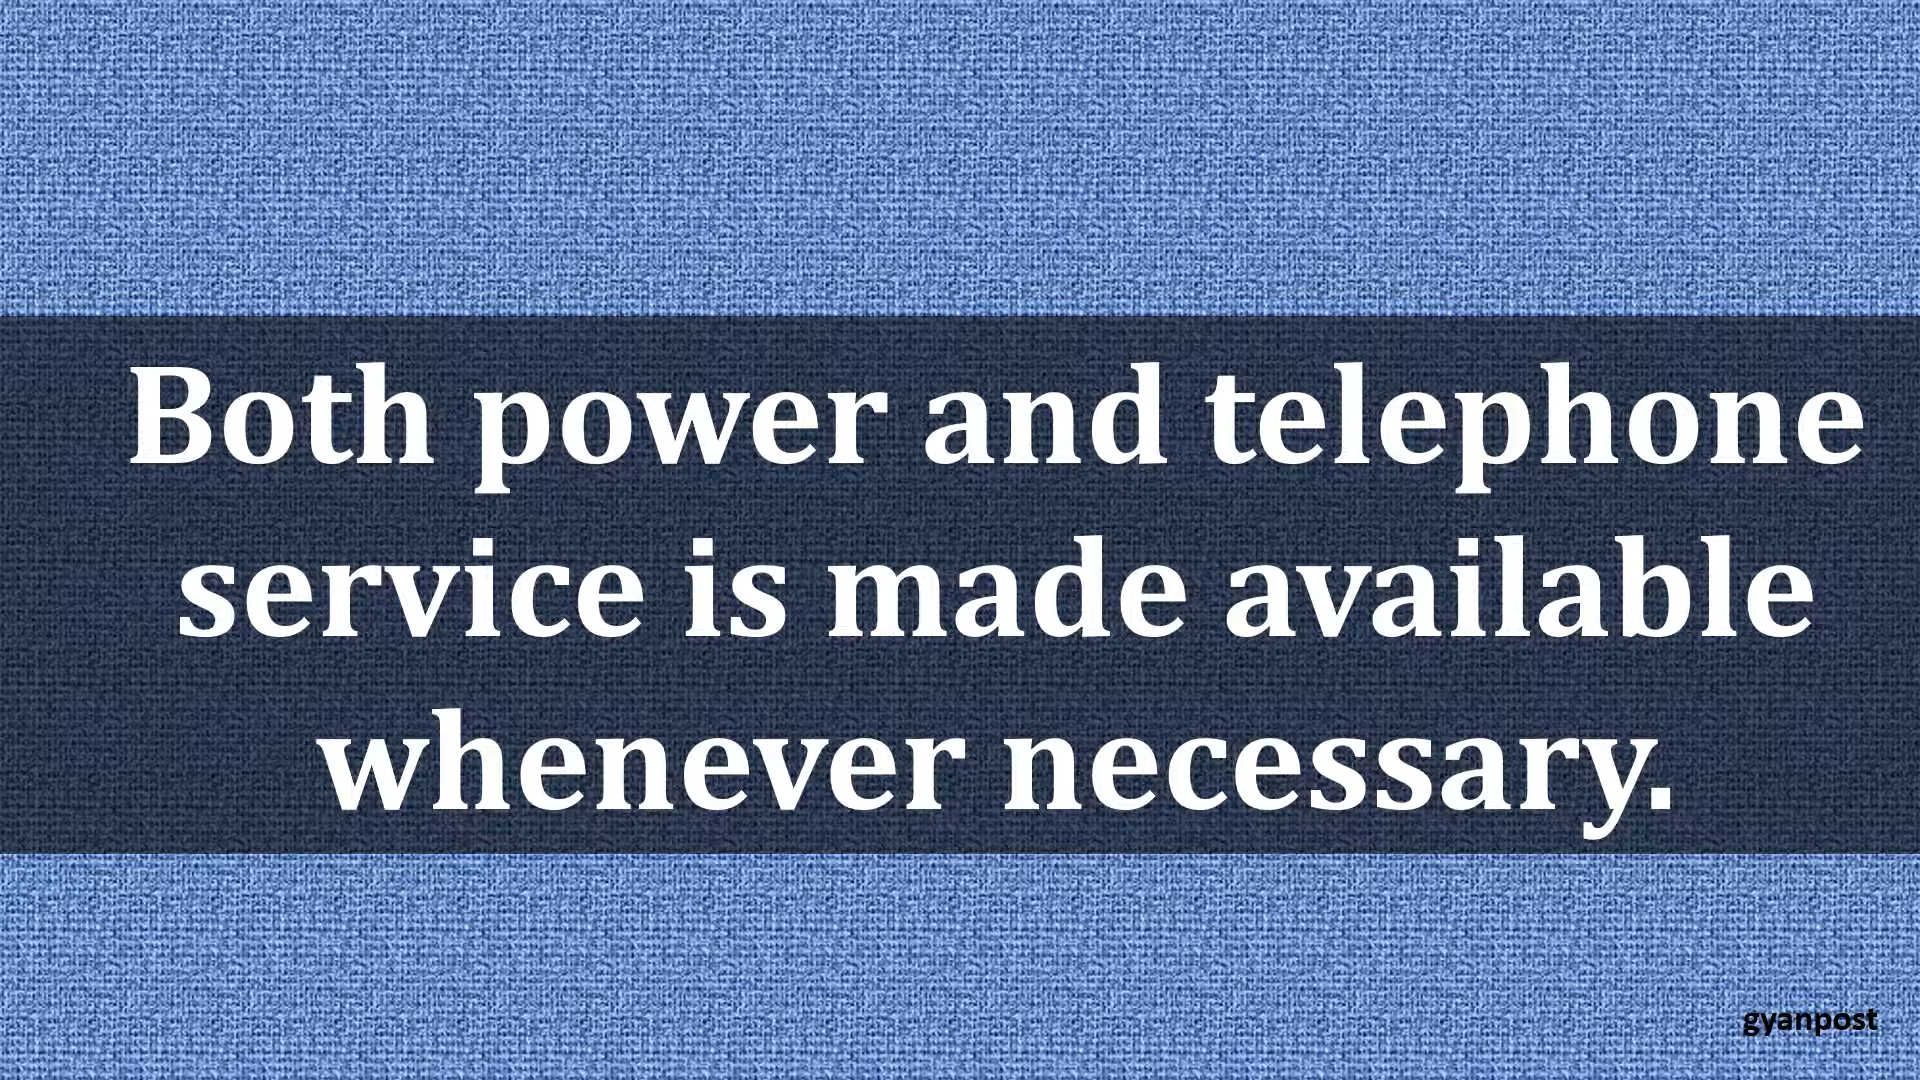 Both power and telephone
service is made available
whenever necessary.
gyanpost